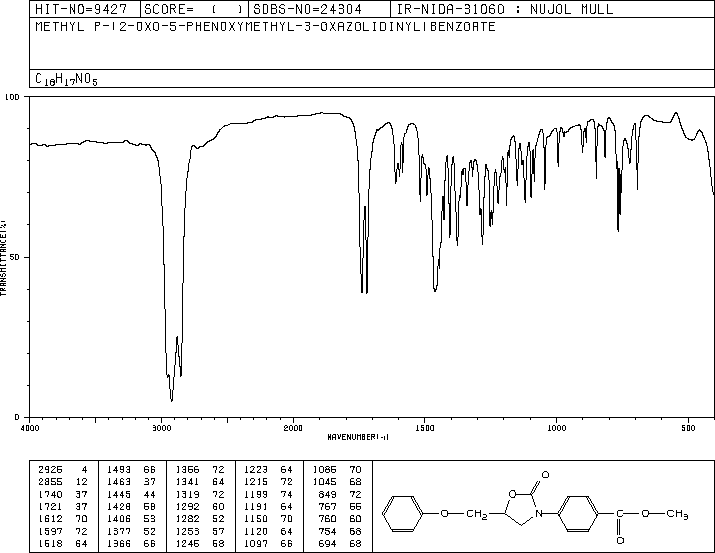 HIT-NO=9427 SCORE= ( ) SDBS-NO=24304 IR-NIDA-31060 : NUJOL MULL
METHYL P-(2-OXO-5-PHENOXYMETHYL-3-OXAZOLIDINYL)BENZOATE
C18H17NO5
100
50
0
TRANSMITTANCE(%)
4000 3000 2000 1500 1000 500
WAVENUMBER(-1)
2925 4 1493 66 1356 72 1223 64 1085 70
2855 12 1463 37 1341 64 1215 72 1045 68
1740 37 1445 44 1319 72 1199 74 849 72
1721 37 1428 58 1292 60 1191 64 767 55
1612 70 1406 53 1282 52 1150 70 760 60
1597 72 1377 52 1253 57 1120 64 754 68
1518 64 1366 66 1245 58 1097 66 694 68
O
O
O CH2 N C O CH3
O